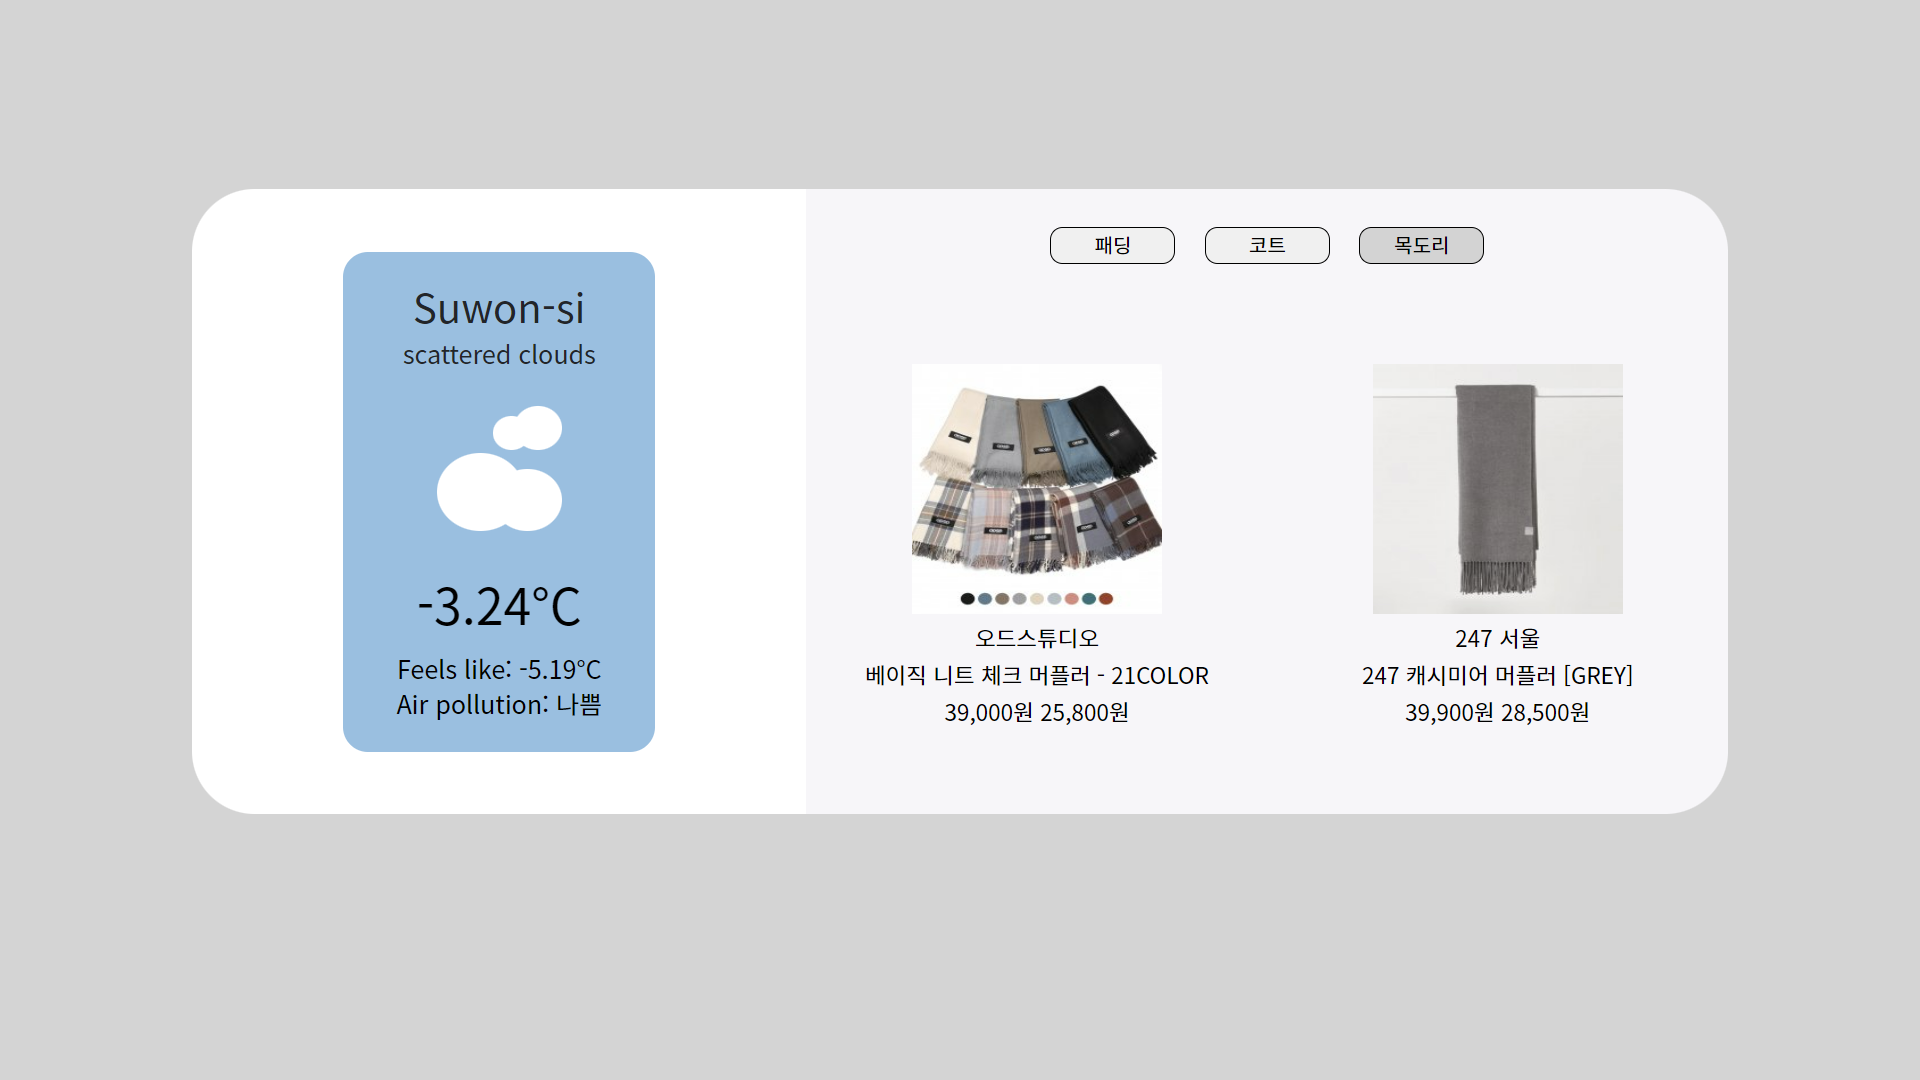 Suwon-si
scattered clouds
-3.24°C
Feels like: -5.19°C
Air pollution: 나쁨
패딩 코트 목도리
오드스튜디오
베이직 니트 체크 머플러 - 21COLOR
39,000원 25,800원
247 서울
247 캐시미어 머플러 [GREY]
39,900원 28,500원